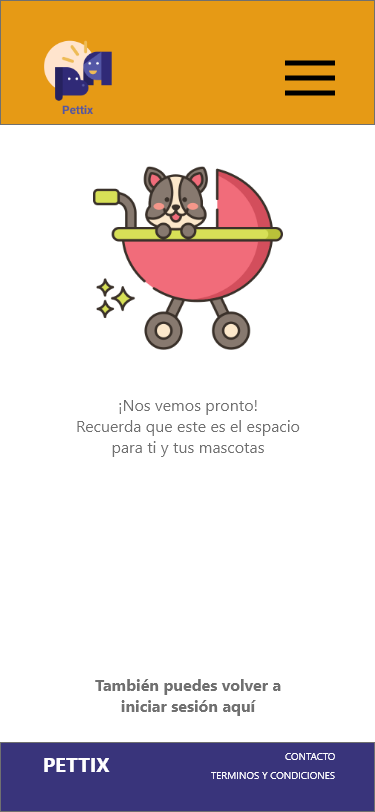 Pettix
¡Nos vemos pronto!
Recuerda que este es el espacio
para ti y tus mascotas
También puedes volver a
iniciar sesión aquí
PETTIX
CONTACTO
TERMINOS Y CONDICIONES